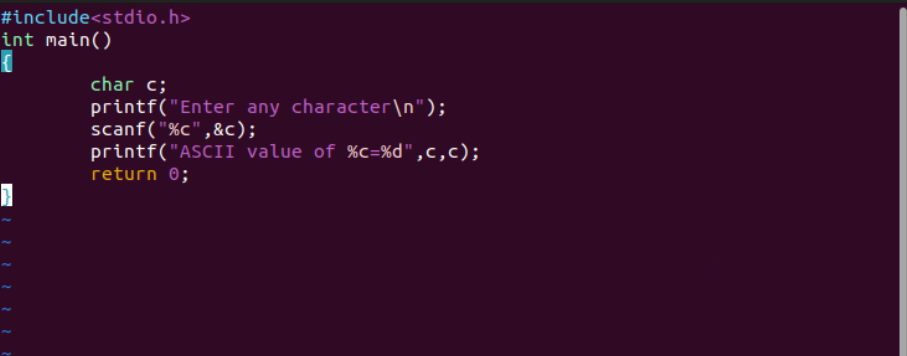 #include<stdio.h>
int main()
{
        char c;
        printf("Enter any character\n");
        scanf("%c",&c);
        printf("ASCII value of %c=%d",c,c);
        return 0;
}
~
~
~
~
~
~
~